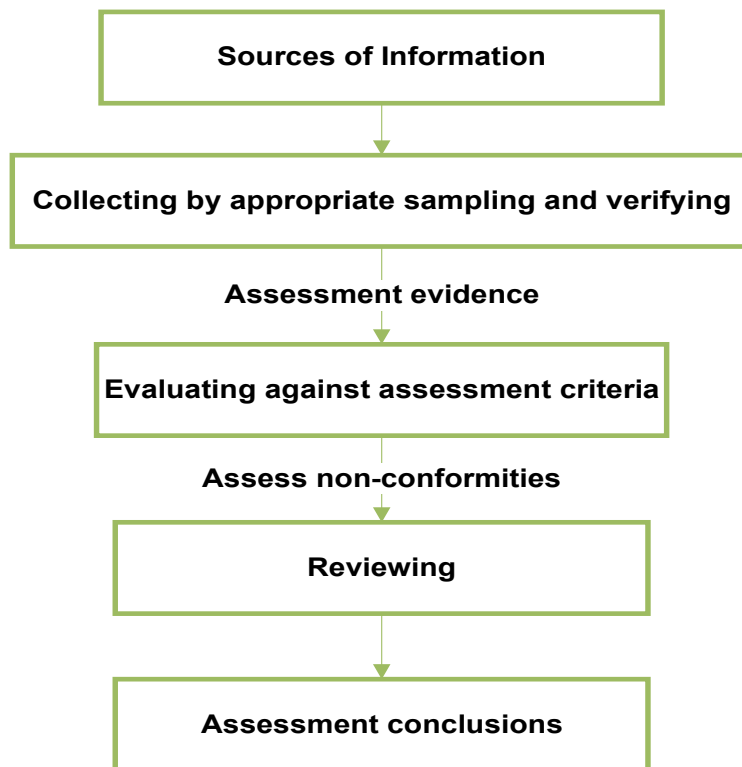 Sources of Information
Collecting by appropriate sampling and verifying
Assessment evidence
Evaluating against assessment criteria
Assess non-conformities
Reviewing
Assessment conclusions